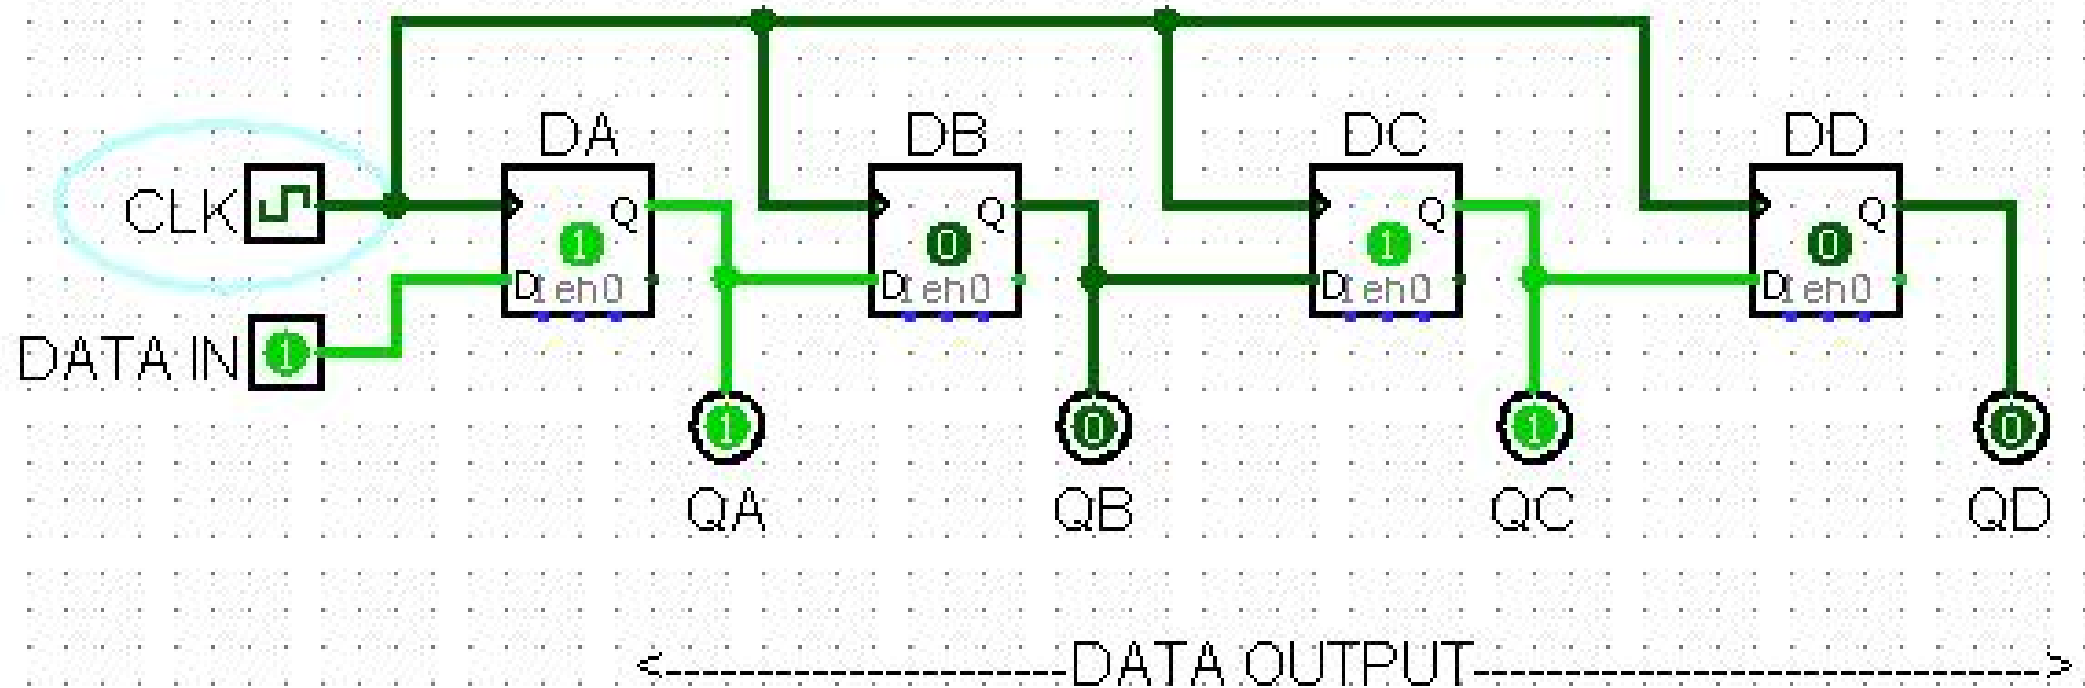 DA DB DC DD
CLK Q Q Q Q
1 0 1 0
D D D D
DATA IN 1
1 0 1 0
QA QB QC QD
<----------------DATA OUTPUT---------------------->